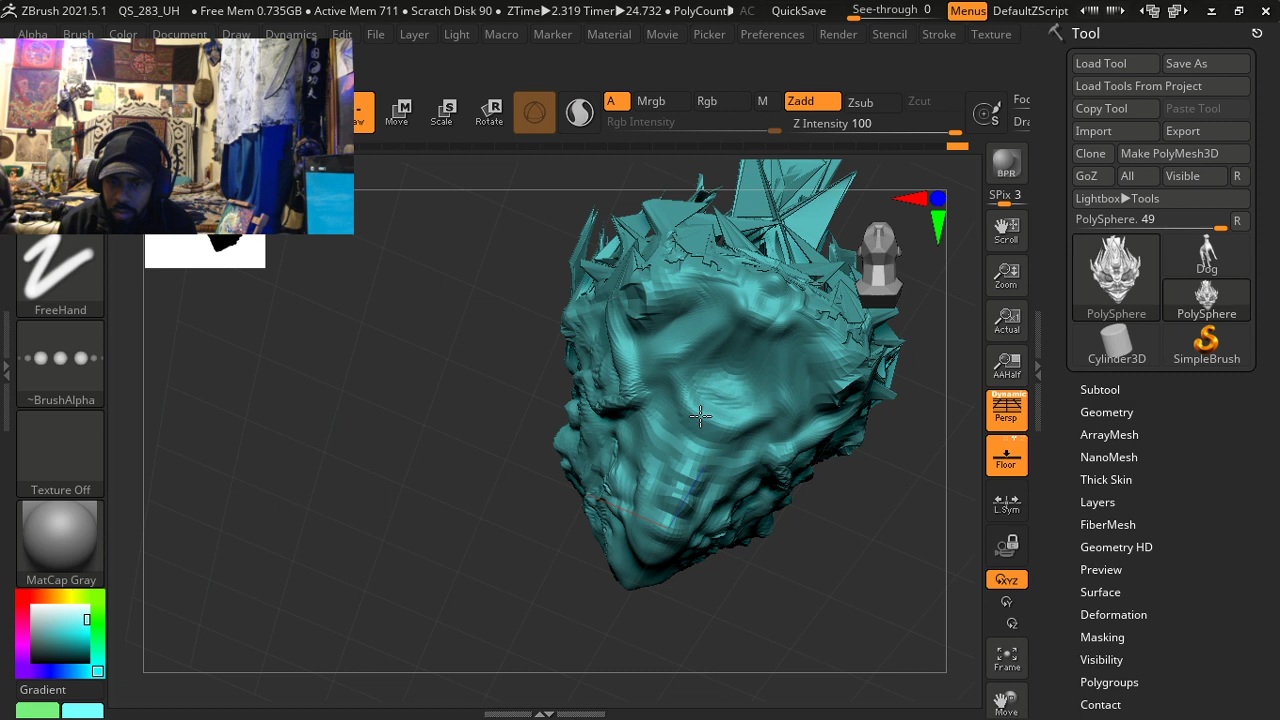 ZBrush 2021.5.1 QS_283_UH • Free Mem 0.735GB • Active Mem 711 • Scratch Disk 90 • ZTime▶2.319 Timer▶24.732 • PolyCount▶ AC QuickSave See-through 0 Menus DefaultZScript
Alpha Brush Color Document Draw Dynamics Edit File Layer Light Macro Marker Material Movie Picker Preferences Render Stencil Stroke Texture
Tool
Load Tool Save As
Load Tools From Project
Copy Tool Paste Tool
Import Export
Clone Make PolyMesh3D
GoZ All Visible R
Lightbox▶Tools
PolySphere. 49 R
PolySphere Dog
PolySphere
Cylinder3D SimpleBrush
Subtool
Geometry
ArrayMesh
NanoMesh
Thick Skin
Layers
FiberMesh
Geometry HD
Preview
Surface
Deformation
Masking
Visibility
Polygroups
Contact
Move Scale Rotate
A Mrgb Rgb M Zadd Zsub Zcut
Rgb Intensity Z Intensity 100
Foc
Dra
BPR
SPix 3
Scroll
Zoom
Actual
AAHalf
Dynamic
Persp
Floor
L.Sym
XYZ
Frame
Move
FreeHand
~BrushAlpha
Texture Off
MatCap Gray
Gradient